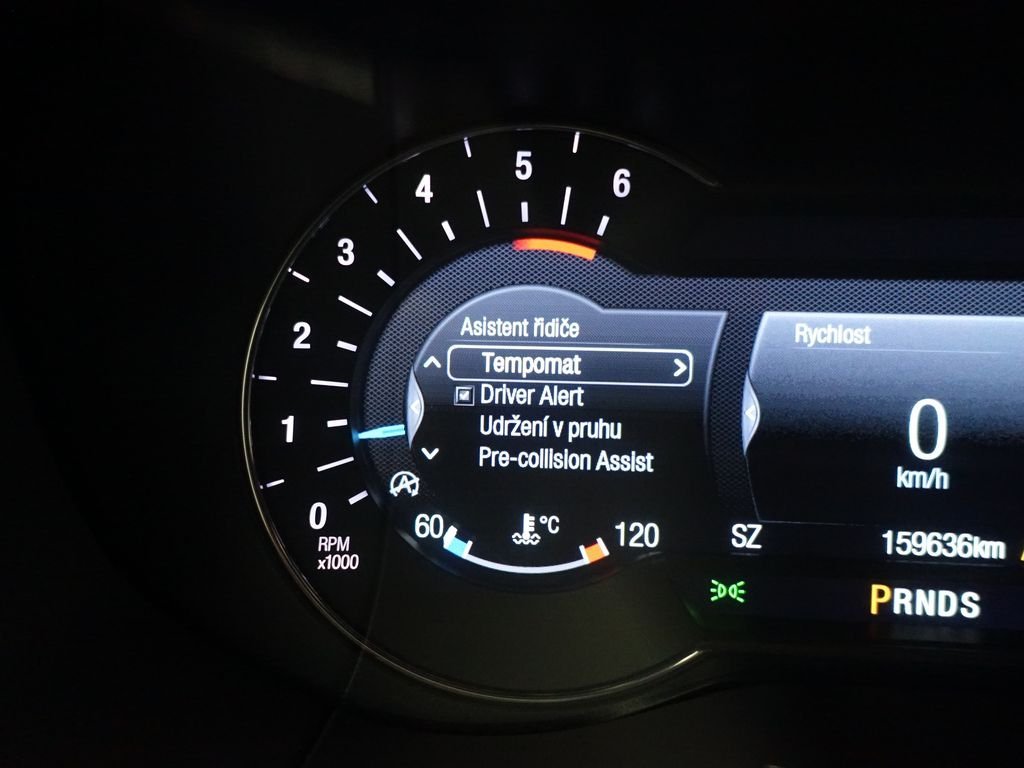 6
5
4
3
2
1
0
RPM
x1000
Asistent řidiče
Tempomat
Driver Alert
Udržení v pruhu
Pre-collision Assist
60 °C 120
Rychlost
0
km/h
SZ 159636km
PRNDS